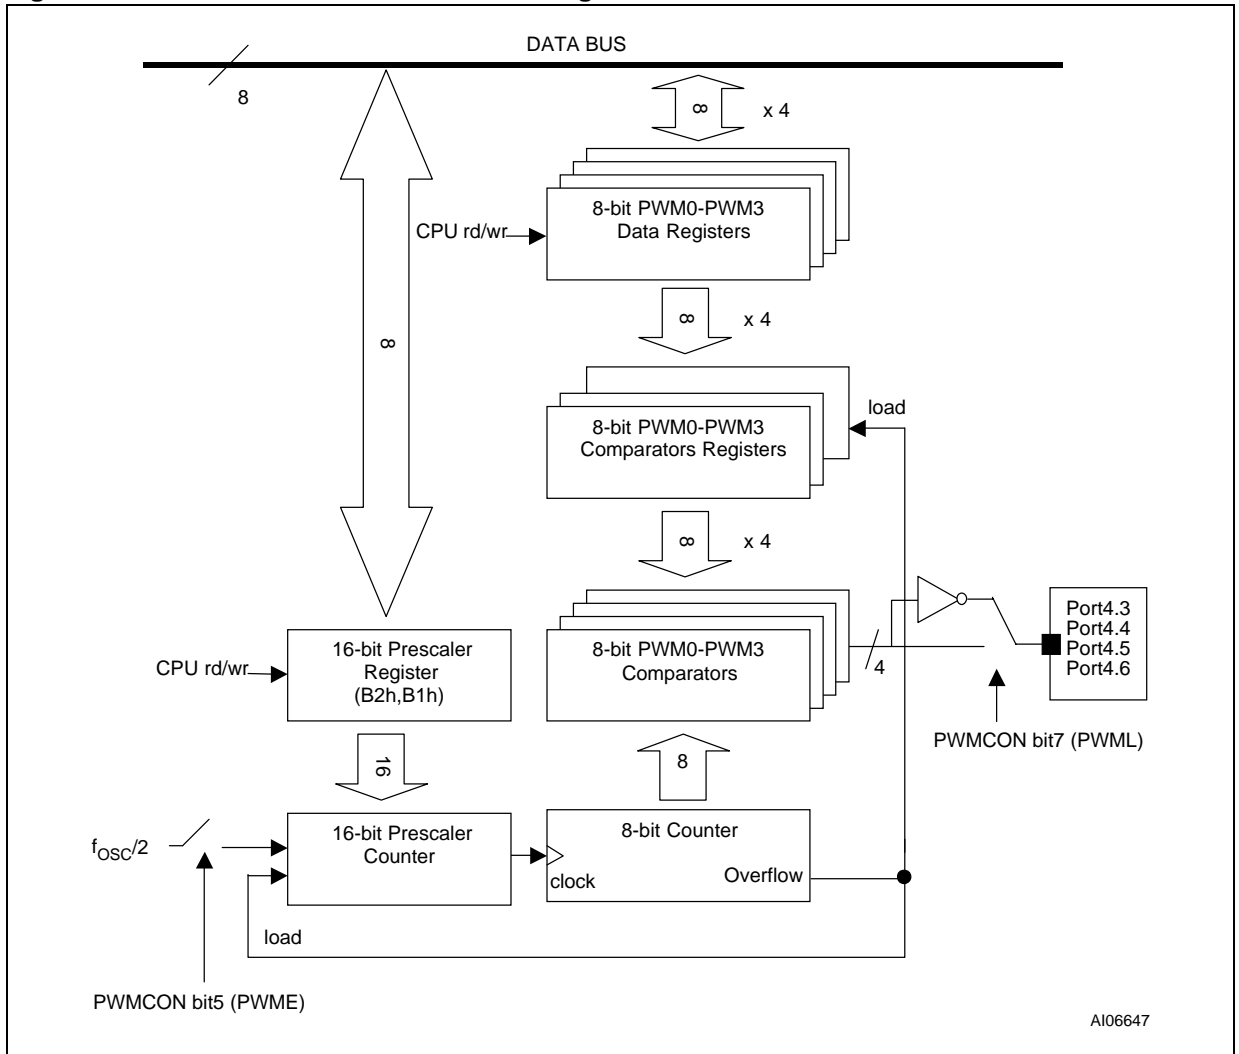 DATA BUS
8
8
x 4
8-bit PWM0-PWM3
Data Registers
CPU rd/wr
8
x 4
8
8-bit PWM0-PWM3
Comparators Registers
load
8
x 4
16-bit Prescaler
Register
(B2h,B1h)
CPU rd/wr
8-bit PWM0-PWM3
Comparators
4
Port4.3
Port4.4
Port4.5
Port4.6
PWMCON bit7 (PWML)
16
8
fOSC/2
16-bit Prescaler
Counter
8-bit Counter
clock
Overflow
load
PWMCON bit5 (PWME)
AI06647